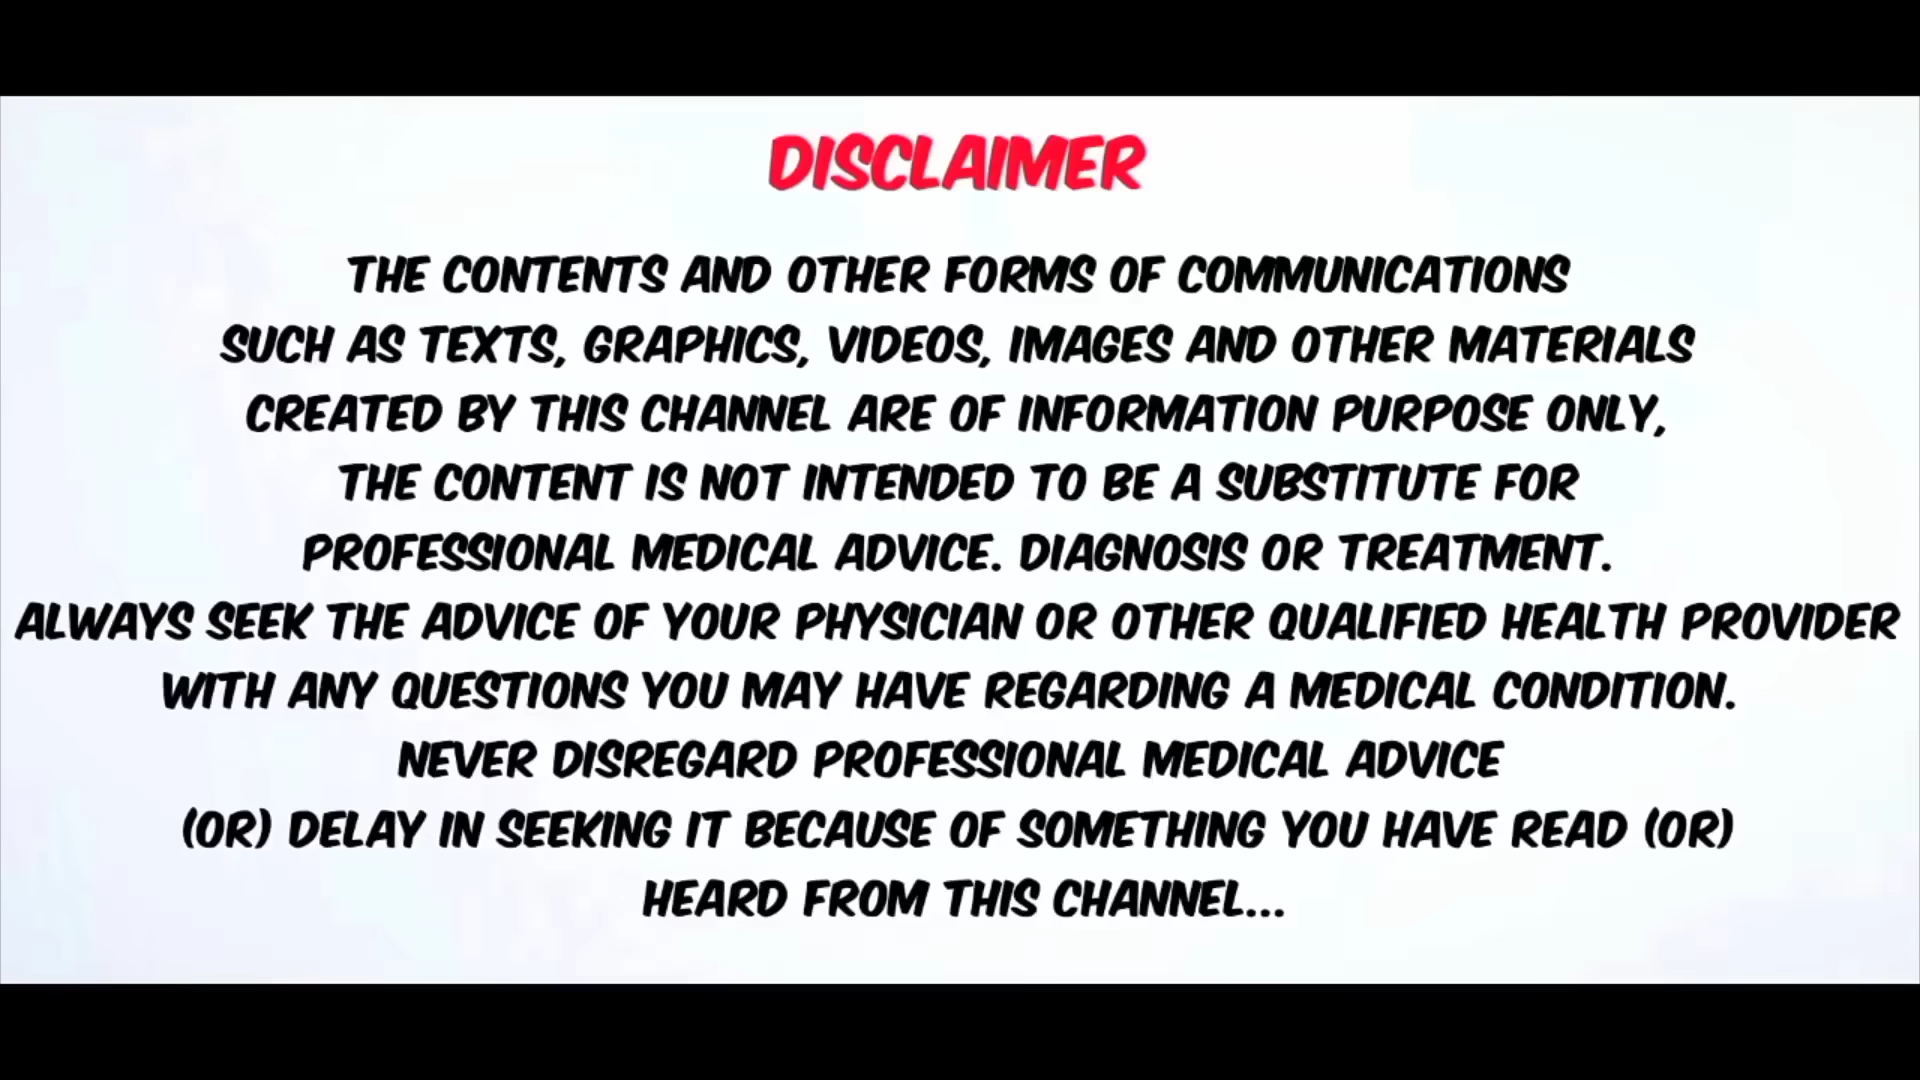 DISCLAIMER
THE CONTENTS AND OTHER FORMS OF COMMUNICATIONS
SUCH AS TEXTS, GRAPHICS, VIDEOS, IMAGES AND OTHER MATERIALS
CREATED BY THIS CHANNEL ARE OF INFORMATION PURPOSE ONLY,
THE CONTENT IS NOT INTENDED TO BE A SUBSTITUTE FOR
PROFESSIONAL MEDICAL ADVICE. DIAGNOSIS OR TREATMENT.
ALWAYS SEEK THE ADVICE OF YOUR PHYSICIAN OR OTHER QUALIFIED HEALTH PROVIDER
WITH ANY QUESTIONS YOU MAY HAVE REGARDING A MEDICAL CONDITION.
NEVER DISREGARD PROFESSIONAL MEDICAL ADVICE
(OR) DELAY IN SEEKING IT BECAUSE OF SOMETHING YOU HAVE READ (OR)
HEARD FROM THIS CHANNEL...